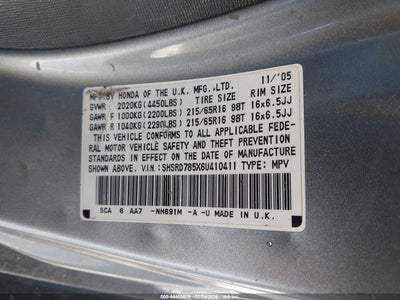 MFD BY HONDA OF THE U.K. MFG.,LTD. 11/'05
GVWR 2020KG(4450LBS) TIRE SIZE RIM SIZE
GAWR F 1000KG(2200LBS) 215/65R16 98T 16x6.5JJ
GAWR R 1040KG(2290LBS) 215/65R16 98T 16x6.5JJ
THIS VEHICLE CONFORMS TO ALL APPLICABLE FEDE-
RAL MOTOR VEHICLE SAFETY AND THEFT PREVENTION
STANDARDS IN EFFECT ON THE DATE OF MANUFACTURE
SHOWN ABOVE. V.I.N.: SHSRD785X6U410411 TYPE: MPV
SCA 6 AA7 -NH691M -A -U MADE IN U.K.